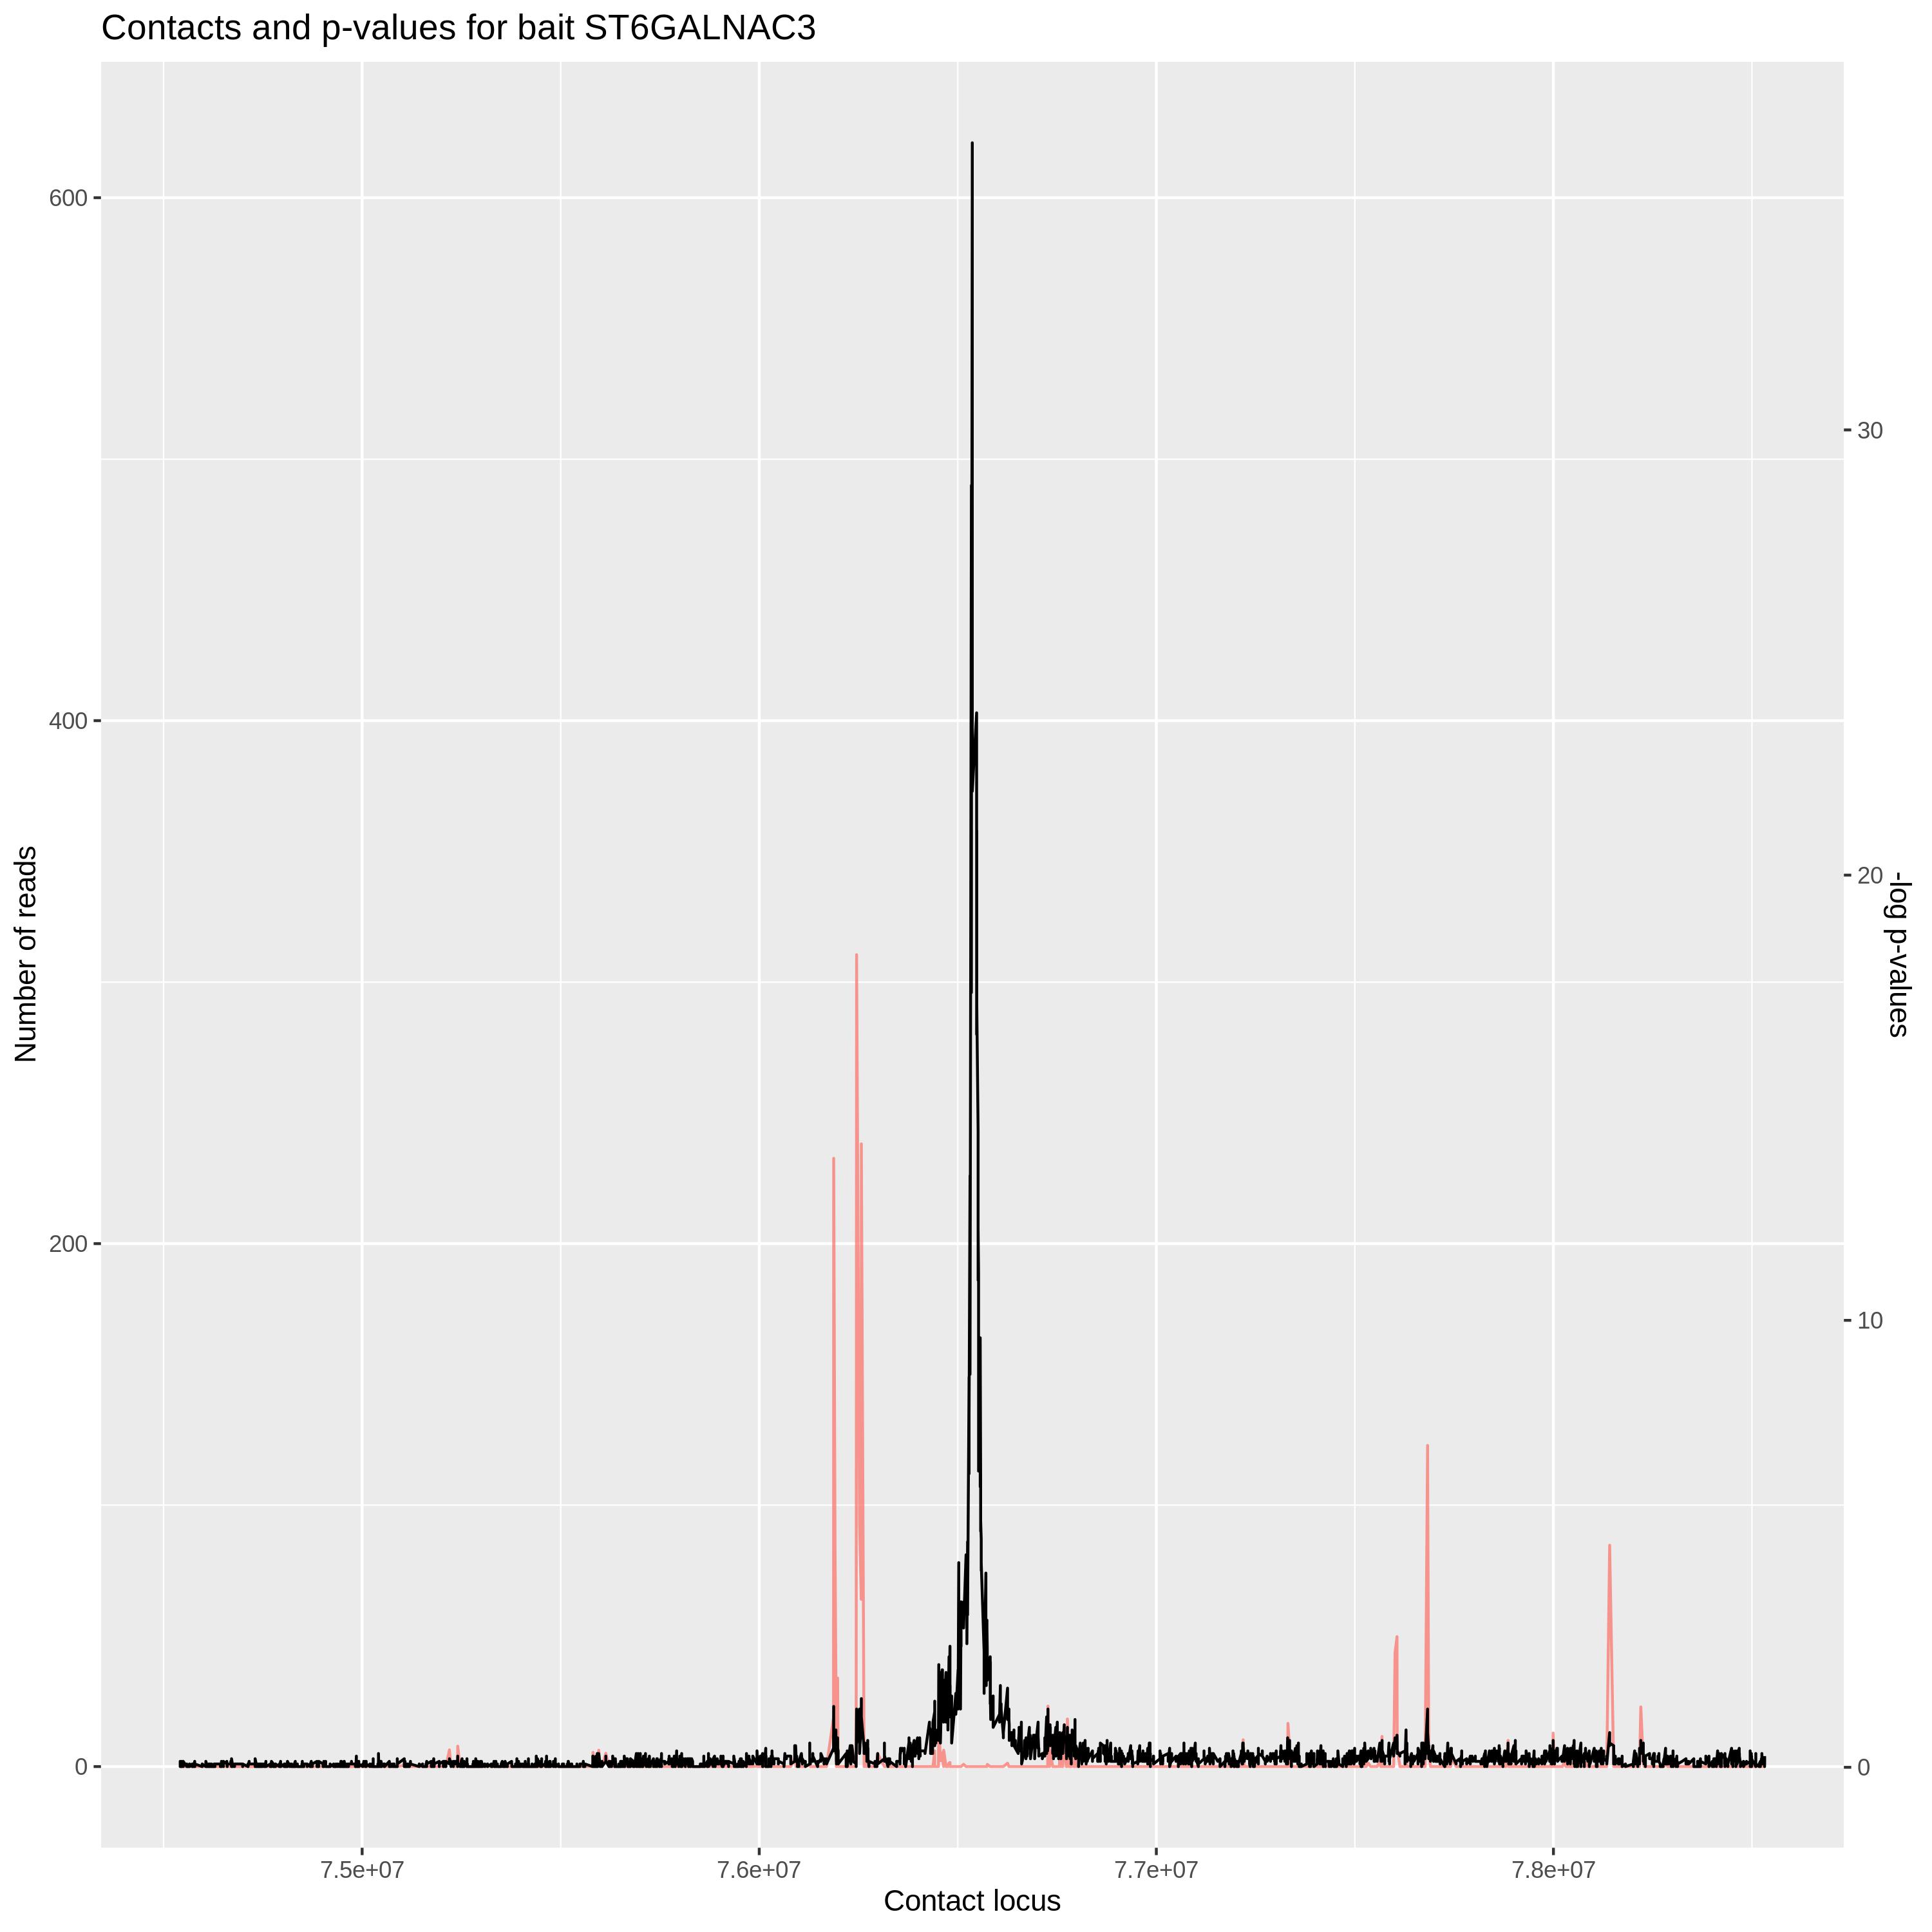 Contacts and p-values for bait ST6GALNAC3
600
400
200
0
Number of reads
30
20
10
0
-log p-values
7.5e+07
7.6e+07
7.7e+07
7.8e+07
Contact locus